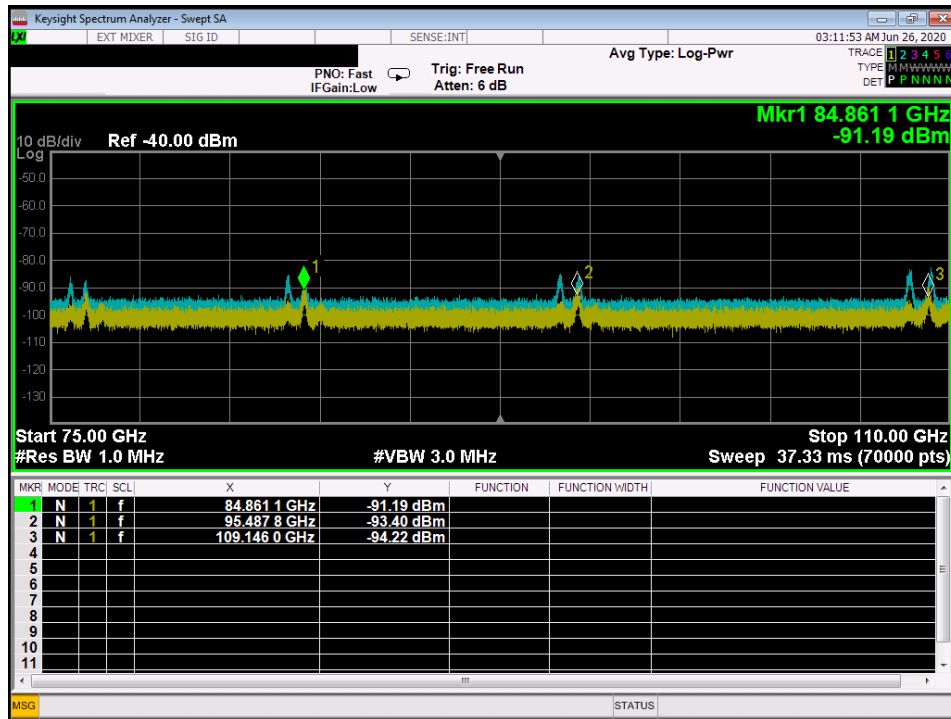 Keysight Spectrum Analyzer - Swept SA
LXI EXT MIXER SIG ID SENSE:INT 03:11:53 AM Jun 26, 2020
PNO: Fast
IFGain:Low
Trig: Free Run
Atten: 6 dB
Avg Type: Log-Pwr
TRACE 1 2 3 4 5 6
TYPE M M W W W W
DET P P N N N N
Mkr1 84.861 1 GHz
-91.19 dBm
10 dB/div Ref -40.00 dBm
Log
-50.0
-60.0
-70.0
-80.0
-90.0
-100
-110
-120
-130
1
2
3
Start 75.00 GHz Stop 110.00 GHz
#Res BW 1.0 MHz #VBW 3.0 MHz Sweep 37.33 ms (70000 pts)
MKR MODE TRC SCL X Y FUNCTION FUNCTION WIDTH FUNCTION VALUE
1 N 1 f 84.861 1 GHz -91.19 dBm
2 N 1 f 95.487 8 GHz -93.40 dBm
3 N 1 f 109.146 0 GHz -94.22 dBm
4
5
6
7
8
9
10
11
MSG STATUS